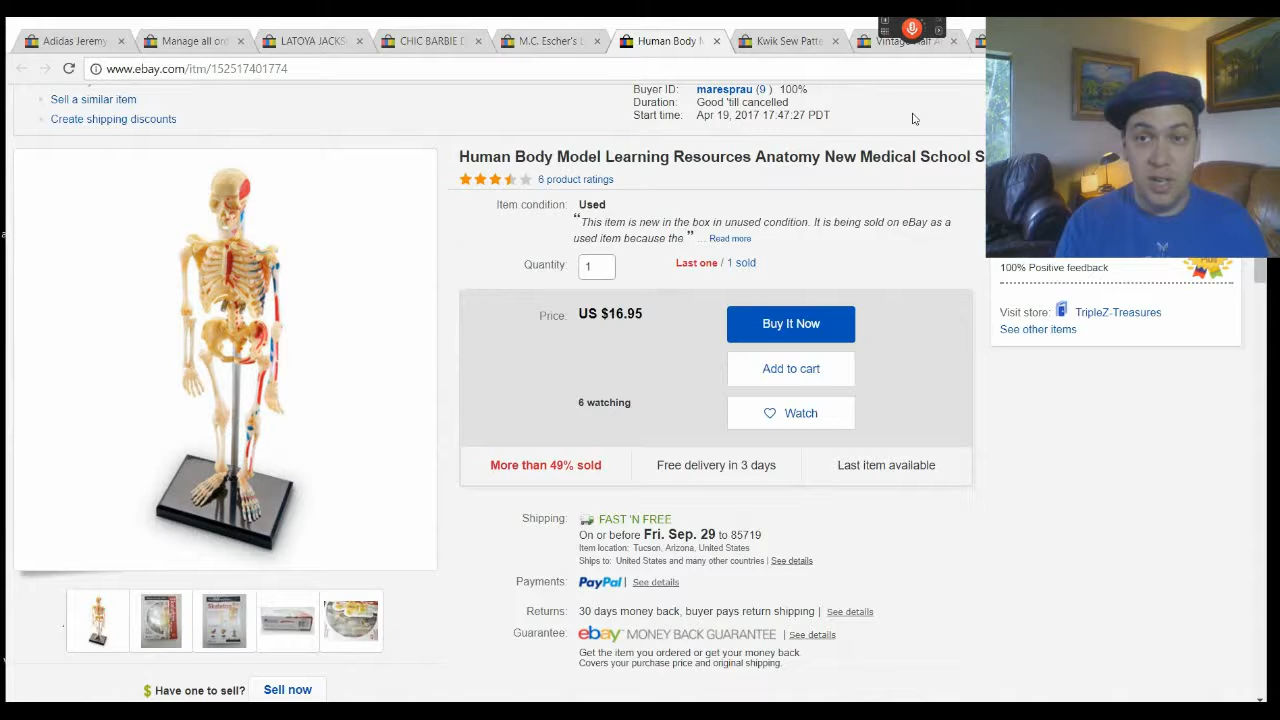 Adidas Jeremy
Manage
LATOYA JACKS
CHIC BARBIE D
M.C. Escher's
Human Body M
Kwik Sew Patte
www.ebay.com/itm/152517401774
Sell a similar item
Create shipping discounts
Buyer ID: maresprau (9 ) 100%
Duration: Good 'till cancelled
Start time: Apr 19, 2017 17:47:27 PDT
Human Body Model Learning Resources Anatomy New Medical School S
6 product ratings
Item condition: Used
“This item is new in the box in unused condition. It is being sold on eBay as a
used item because the ” ... Read more
Quantity: 1 Last one / 1 sold
Price: US $16.95
Buy It Now
Add to cart
6 watching
Watch
More than 49% sold
Free delivery in 3 days
Last item available
Shipping: FAST 'N FREE
On or before Fri. Sep. 29 to 85719
Item location: Tucson, Arizona, United States
Ships to: United States and many other countries | See details
Payments: PayPal | See details
Returns: 30 days money back, buyer pays return shipping | See details
Guarantee: ebay MONEY BACK GUARANTEE | See details
Get the item you ordered or get your money back.
Covers your purchase price and original shipping.
100% Positive feedback
Visit store: TripleZ-Treasures
See other items
$ Have one to sell? Sell now